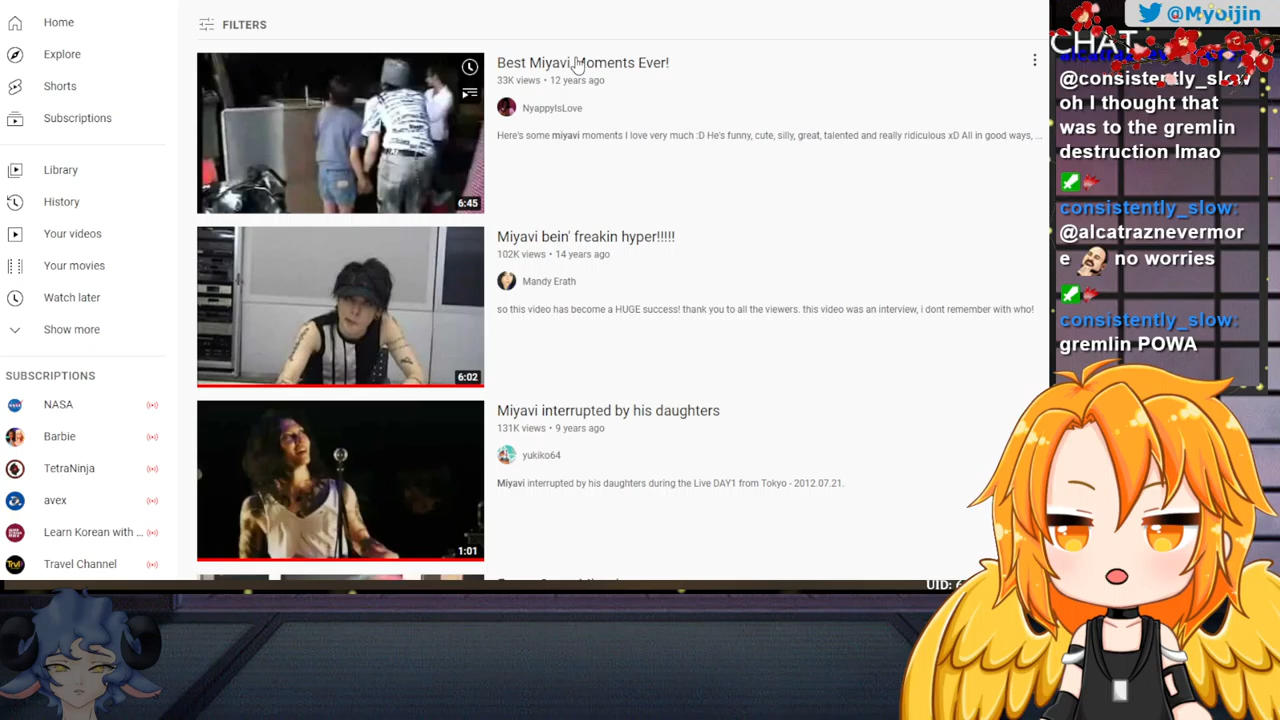 Home
Explore
Shorts
Subscriptions
Library
History
Your videos
Your movies
Watch later
Show more
SUBSCRIPTIONS
NASA
Barbie
TetraNinja
avex
Learn Korean with ...
Travel Channel
FILTERS
Best Miyavi Moments Ever!
33K views • 12 years ago
NyappyIsLove
Here's some miyavi moments I love very much :D He's funny, cute, silly, great, talented and really ridiculous xD All in good ways, ...
6:45
Miyavi bein' freakin hyper!!!!!
102K views • 14 years ago
Mandy Erath
so this video has become a HUGE success! thank you to all the viewers. this video was an interview, i dont remember with who!
6:02
Miyavi interrupted by his daughters
131K views • 9 years ago
yukiko64
Miyavi interrupted by his daughters during the Live DAY1 from Tokyo - 2012.07.21.
1:01
UID: 6
@Myoijin
CHAT
@consistently_slow
oh I thought that
was to the gremlin
destruction lmao
consistently_slow:
@alcatraznevermor
e no worries
consistently_slow:
gremlin POWA